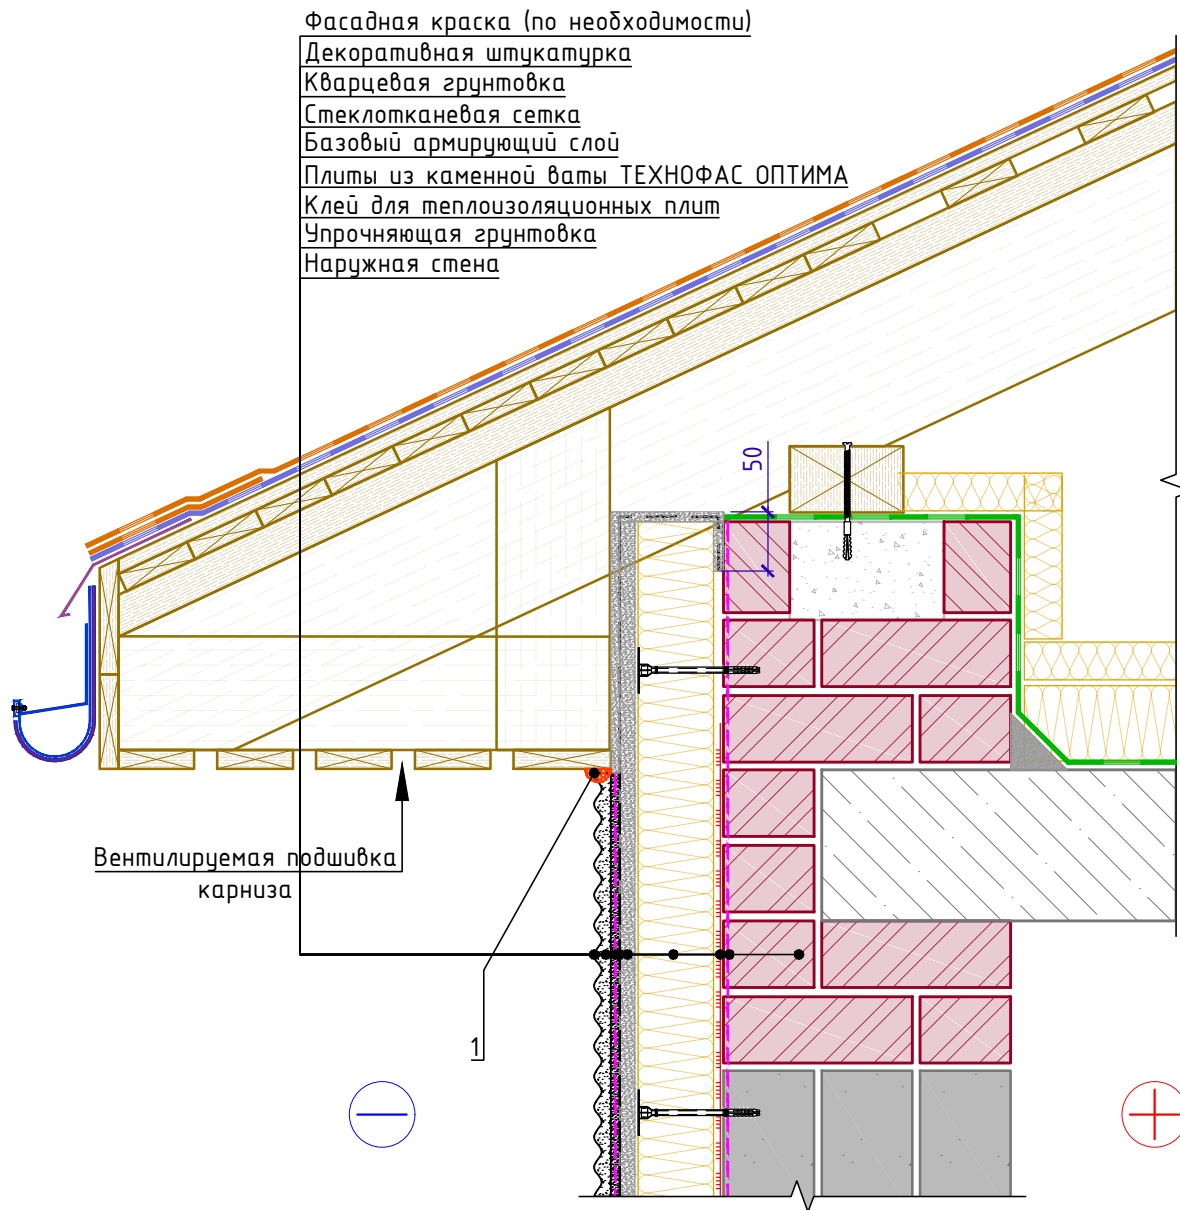 Фасадная краска (по необходимости)
Декоративная штукатурка
Кварцевая грунтовка
Стеклотканевая сетка
Базовый армирующий слой
Плиты из каменной ваты ТЕХНОФАС ОПТИМА
Клей для теплоизоляционных плит
Упрочняющая грунтовка
Наружная стена
50
Вентилируемая подшивка
карниза
1